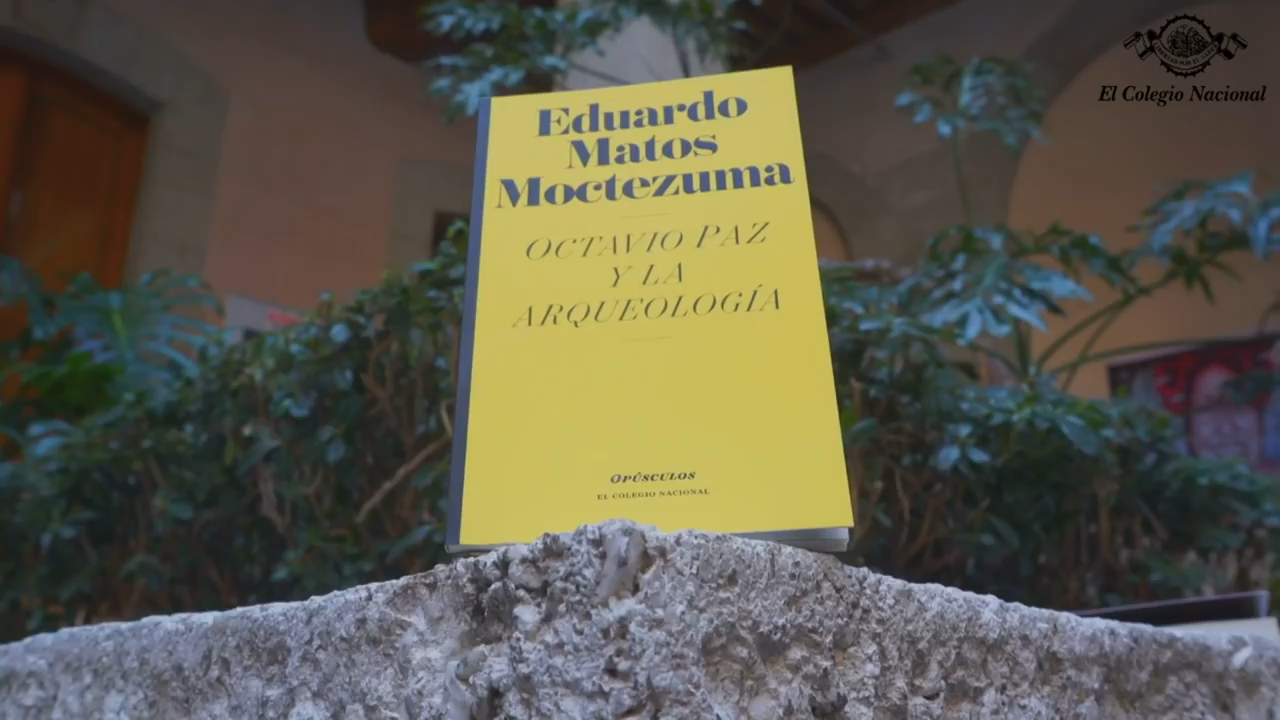 Eduardo
Matos
Moctezuma
OCTAVIO PAZ
Y LA
ARQUEOLOGÍA
OPÚSCULOS
EL COLEGIO NACIONAL
El Colegio Nacional